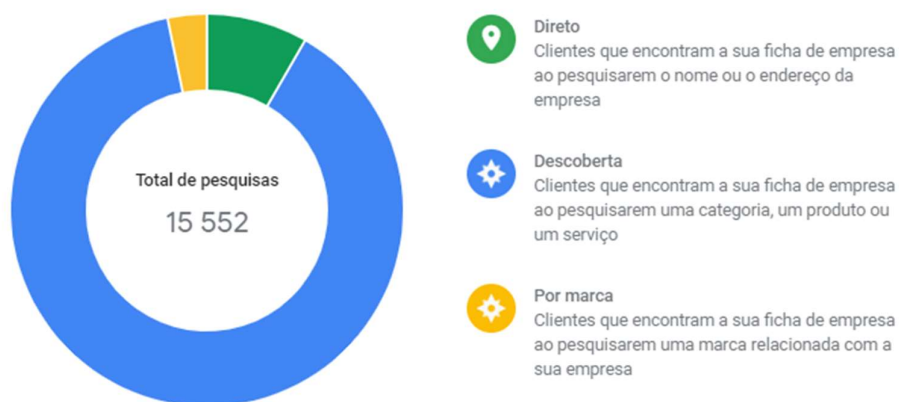 Total de pesquisas
15 552
Direto
Clientes que encontram a sua ficha de empresa
ao pesquisarem o nome ou o endereço da
empresa
Descoberta
Clientes que encontram a sua ficha de empresa
ao pesquisarem uma categoria, um produto ou
um serviço
Por marca
Clientes que encontram a sua ficha de empresa
ao pesquisarem uma marca relacionada com a
sua empresa